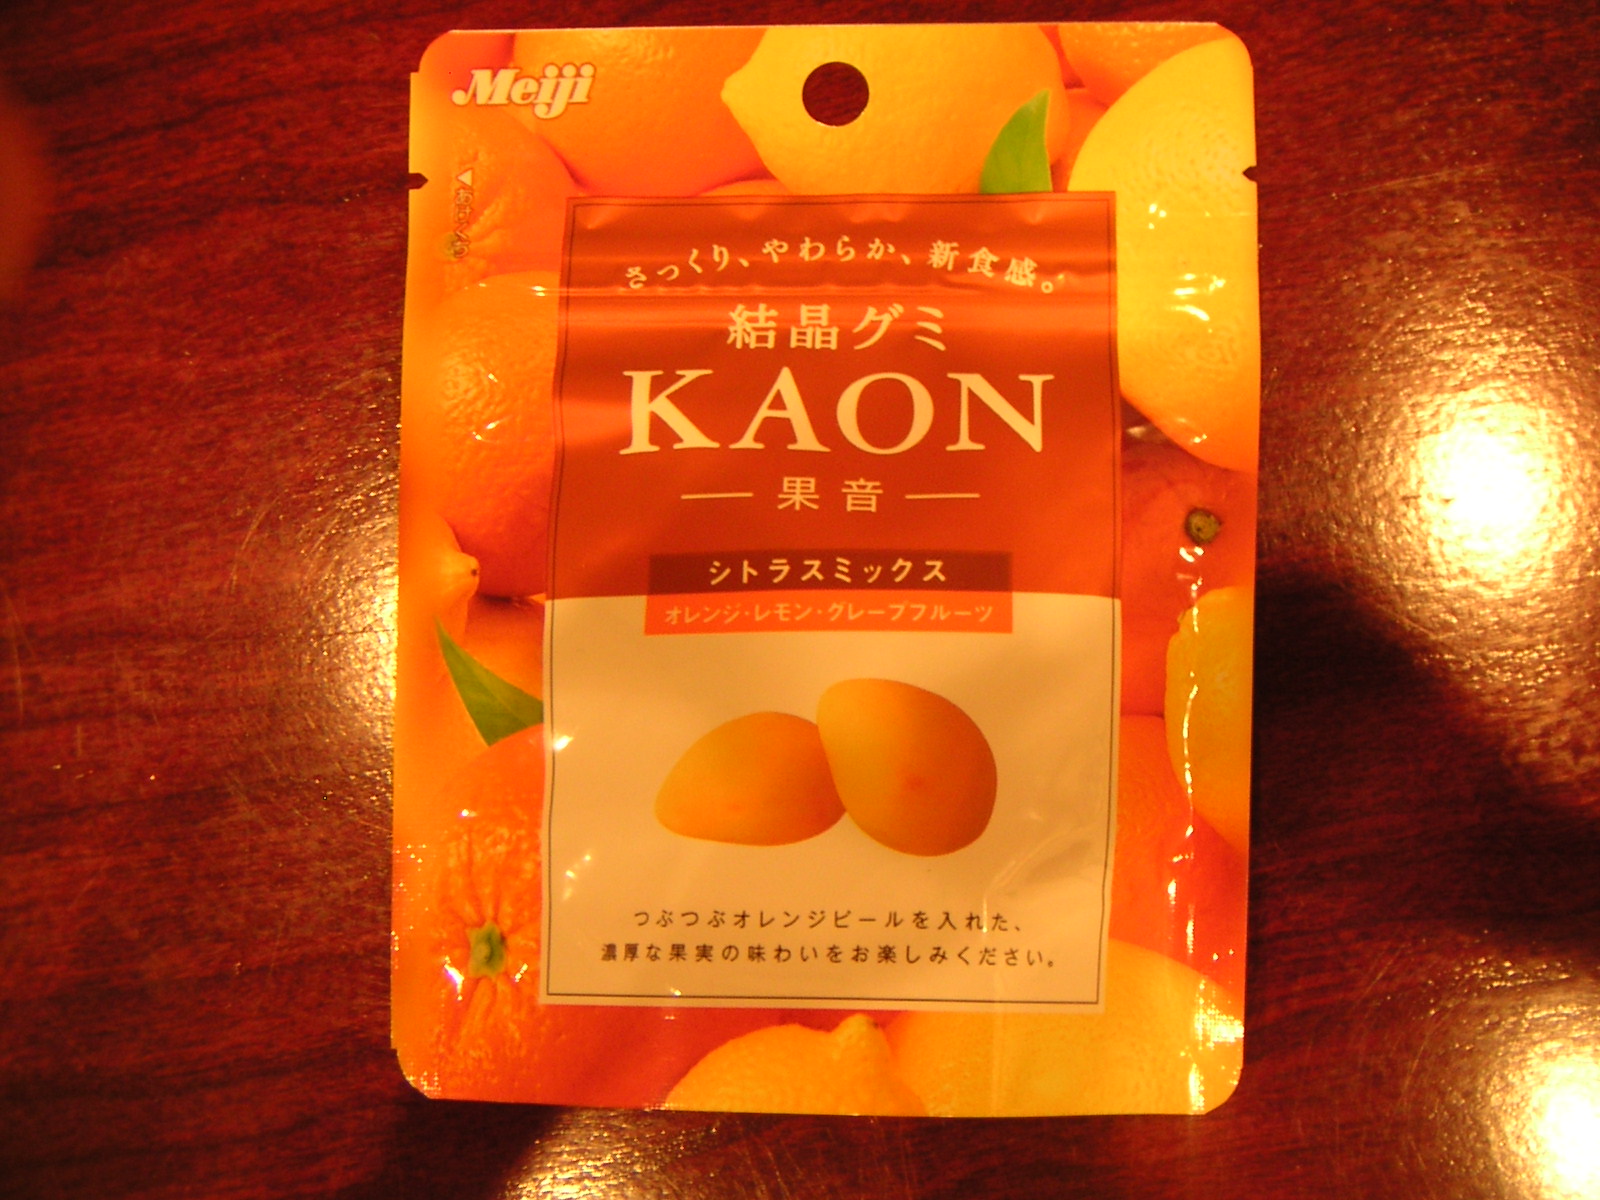 Meiji
あけくち
さっくり、やわらか、新食感。
結晶グミ
KAON
果音
シトラスミックス
オレンジ・レモン・グレープフルーツ
つぶつぶオレンジピールを入れた、
濃厚な果実の味わいをお楽しみください。